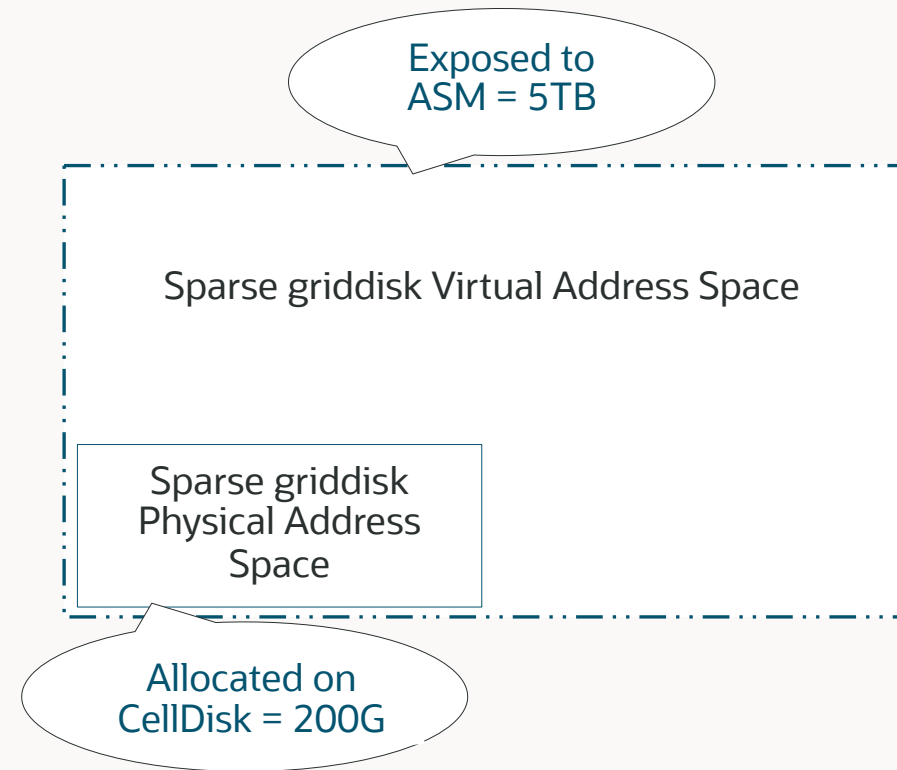 Exposed to
ASM = 5TB
Sparse griddisk Virtual Address Space
Sparse griddisk
Physical Address
Space
Allocated on
CellDisk = 200G